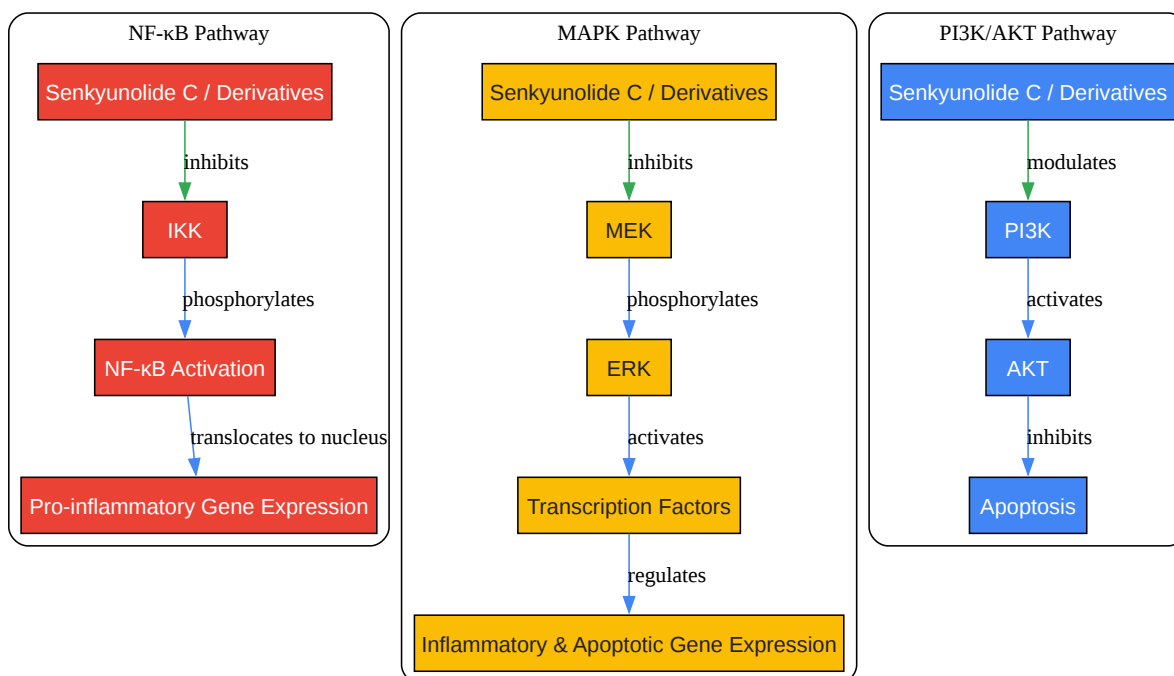 NF-κB Pathway
Senkyunolide C / Derivatives
inhibits
IKK
phosphorylates
NF-κB Activation
translocates to nucleus
Pro-inflammatory Gene Expression
MAPK Pathway
Senkyunolide C / Derivatives
inhibits
MEK
phosphorylates
ERK
activates
Transcription Factors
regulates
Inflammatory & Apoptotic Gene Expression
PI3K/AKT Pathway
Senkyunolide C / Derivatives
modulates
PI3K
activates
AKT
inhibits
Apoptosis